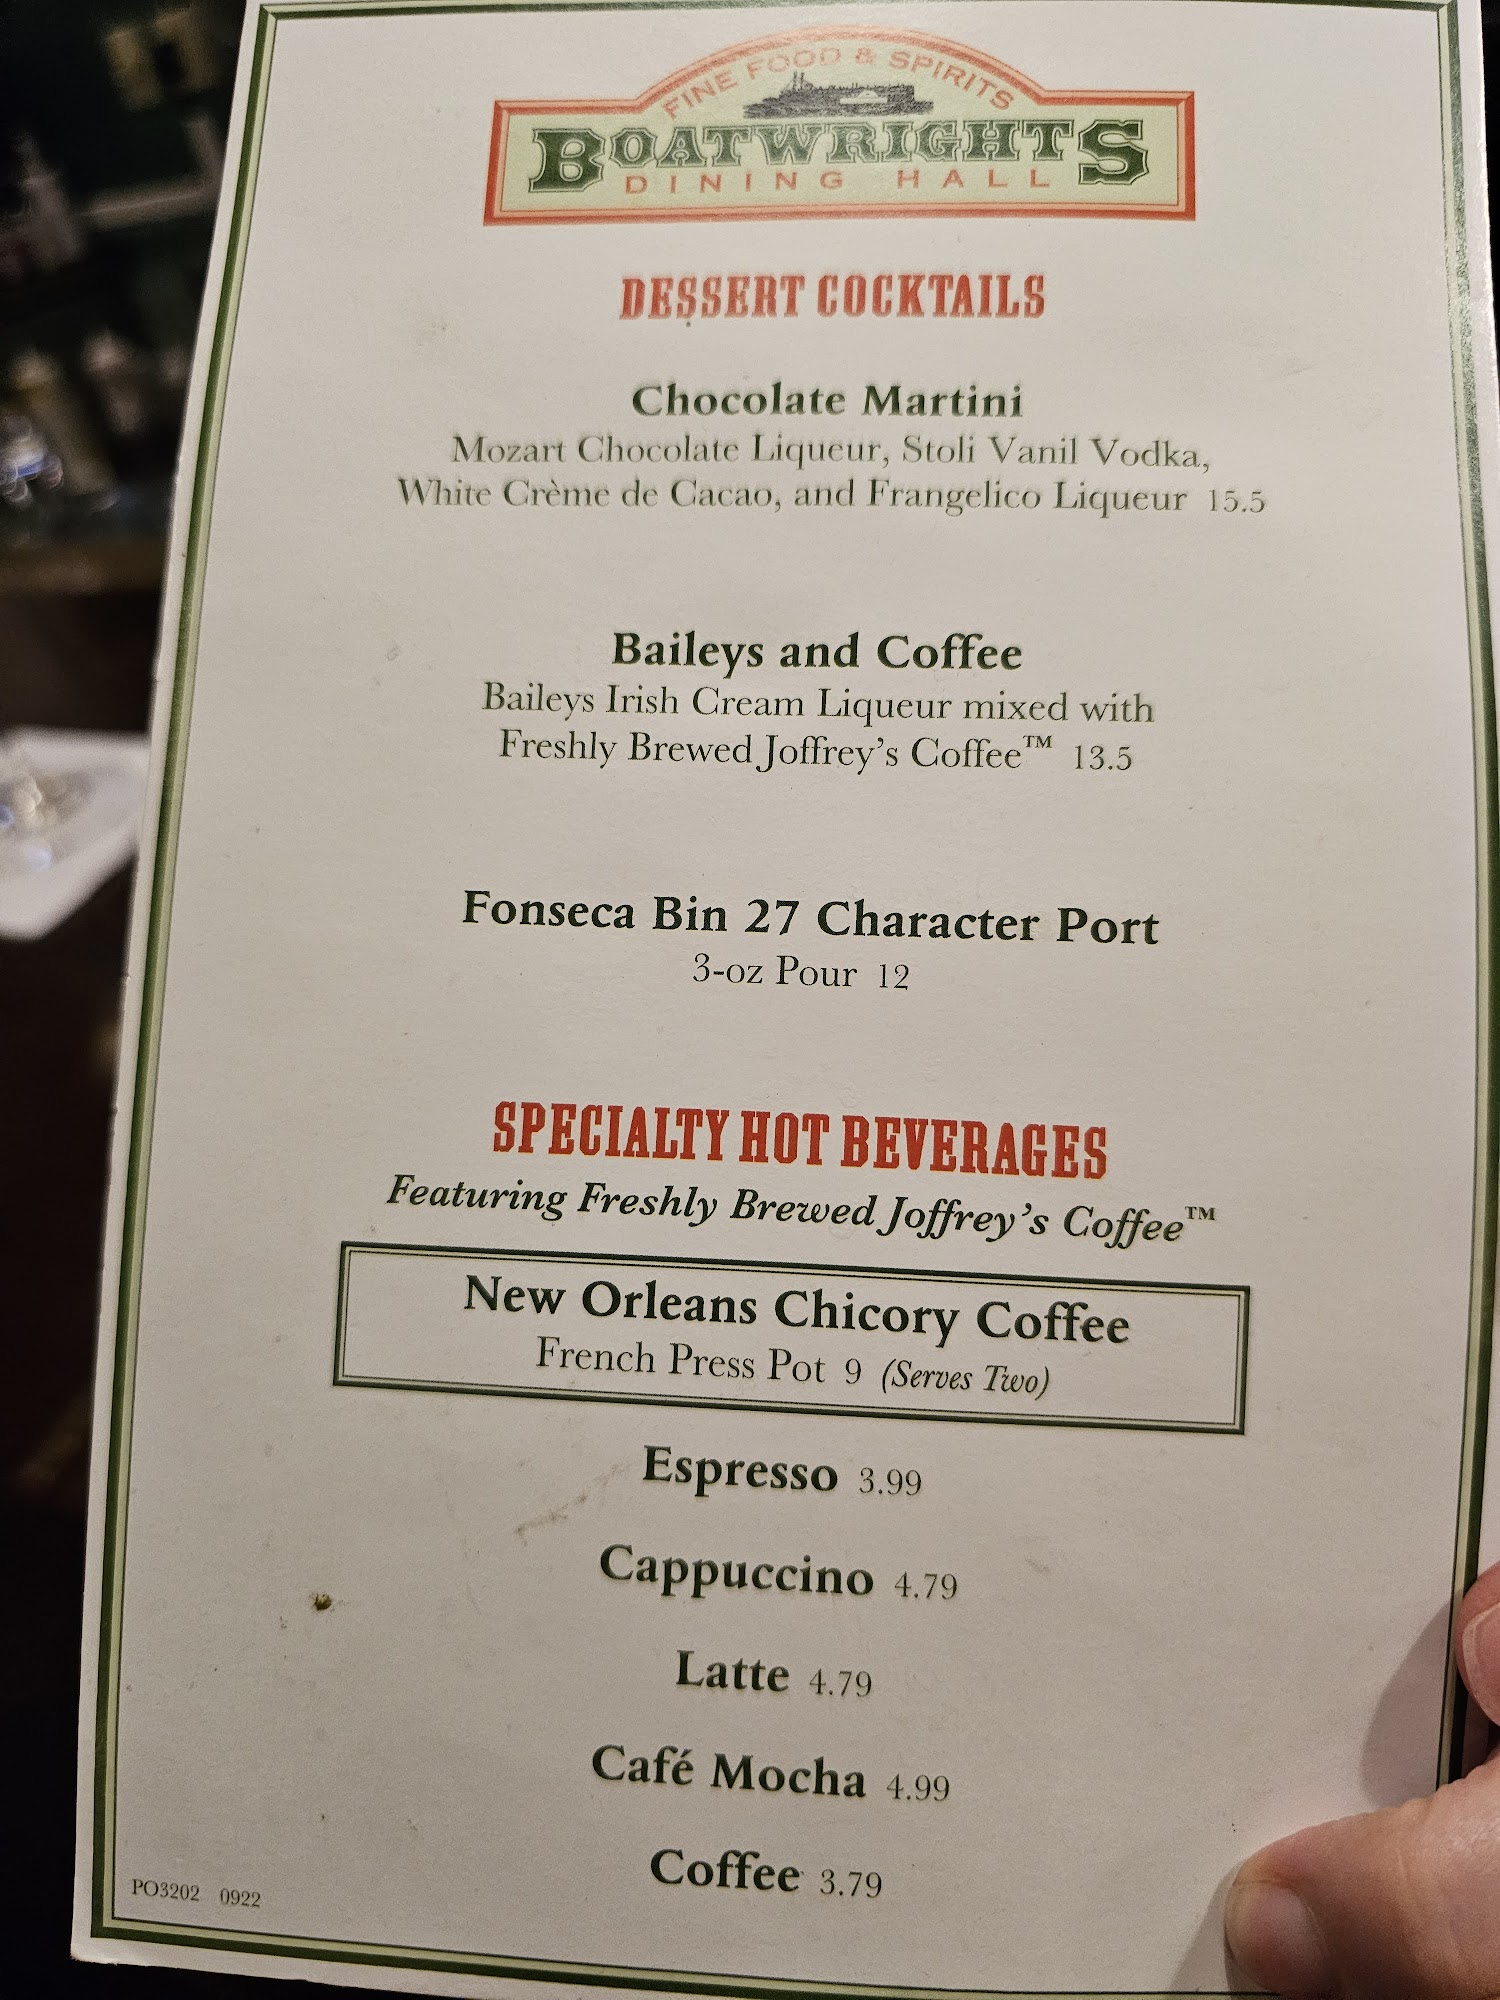 FINE FOOD & SPIRITS
BOATWRIGHTS
DINING HALL
DESSERT COCKTAILS
Chocolate Martini
Mozart Chocolate Liqueur, Stoli Vanil Vodka,
White Crème de Cacao, and Frangelico Liqueur 15.5
Baileys and Coffee
Baileys Irish Cream Liqueur mixed with
Freshly Brewed Joffrey's Coffee™ 13.5
Fonseca Bin 27 Character Port
3-oz Pour 12
SPECIALTY HOT BEVERAGES
Featuring Freshly Brewed Joffrey's Coffee™
New Orleans Chicory Coffee
French Press Pot 9 (Serves Two)
Espresso 3.99
Cappuccino 4.79
Latte 4.79
Café Mocha 4.99
Coffee 3.79
PO3202 0922